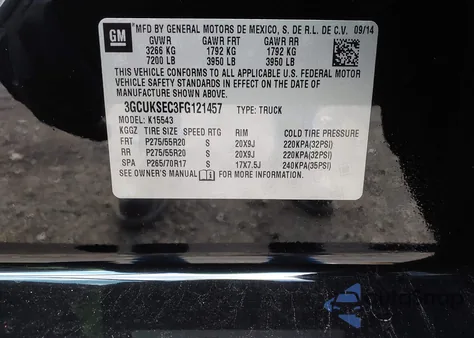 GM
MFD BY GENERAL MOTORS DE MEXICO, S. DE R.L. DE C.V. 09/14
GVWR GAWR FRT GAWR RR
3266 KG 1792 KG 1792 KG
7200 LB 3950 LB 3950 LB
THIS VEHICLE CONFORMS TO ALL APPLICABLE U.S. FEDERAL MOTOR
VEHICLE SAFETY STANDARDS IN EFFECT ON THE DATE OF
MANUFACTURE SHOWN ABOVE.
3GCUKSEC3FG121457 TYPE: TRUCK
MODEL: K15543
KGGZ TIRE SIZE SPEED RTG RIM COLD TIRE PRESSURE
FRT P275/55R20 S 20X9J 220KPA(32PSI)
RR P275/55R20 S 20X9J 220KPA(32PSI)
SPA P265/70R17 S 17X7.5J 240KPA(35PSI)
SEE OWNER'S MANUAL FOR ADDITIONAL INFORMATION.